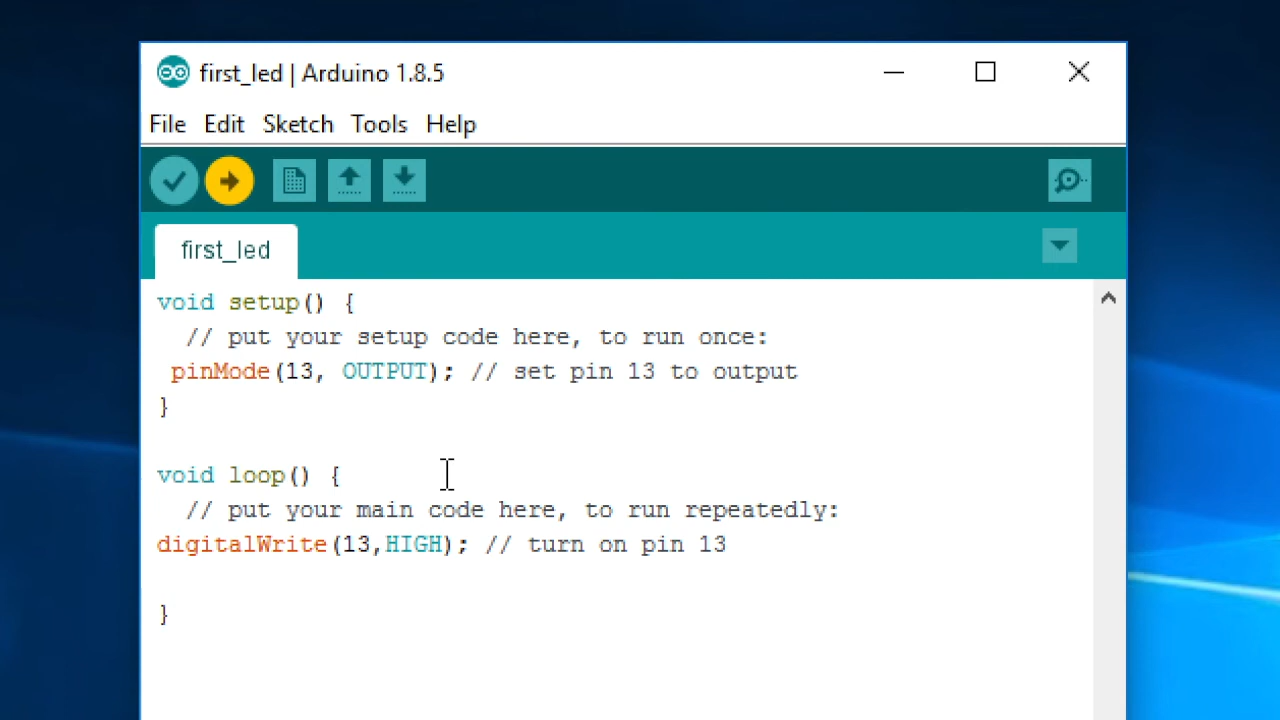 first_led | Arduino 1.8.5
File Edit Sketch Tools Help
first_led
void setup() {
  // put your setup code here, to run once:
 pinMode(13, OUTPUT); // set pin 13 to output
}
void loop() {
  // put your main code here, to run repeatedly:
digitalWrite(13,HIGH); // turn on pin 13
}